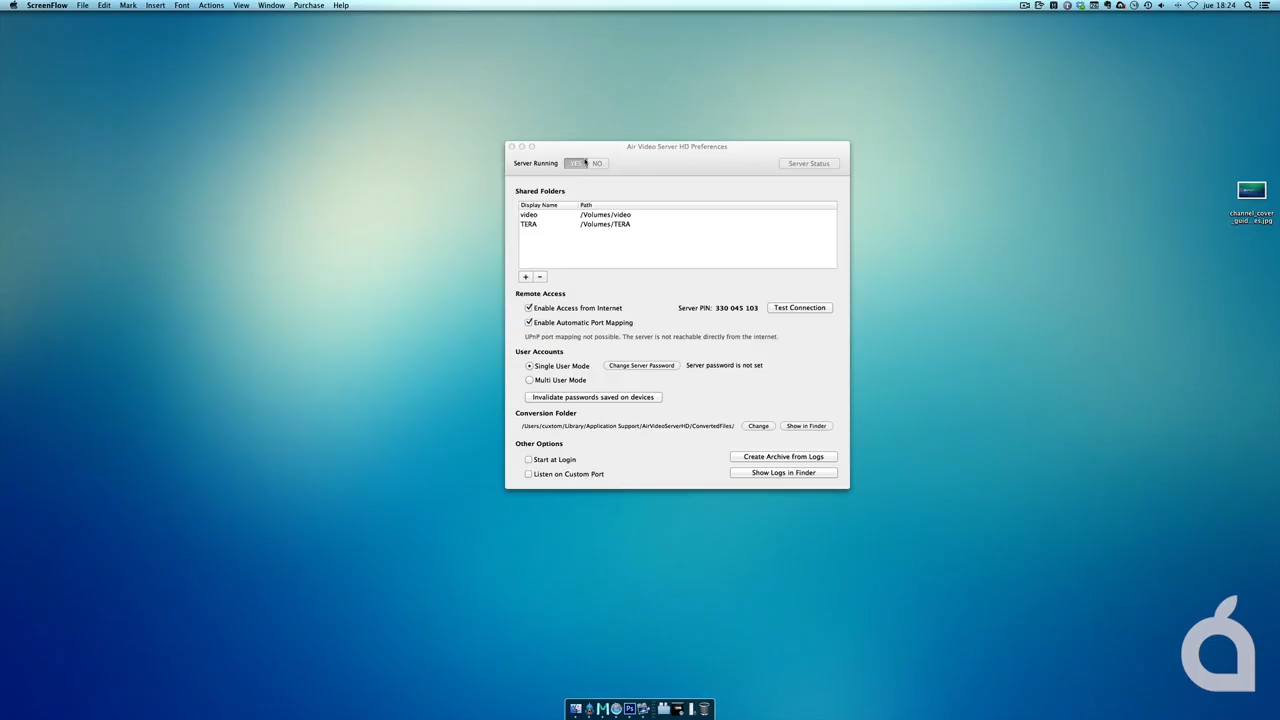 ScreenFlow File Edit Mark Insert Font Actions View Window Purchase Help jue 18:24
Air Video Server HD Preferences
Server Running YES NO Server Status
Shared Folders
Display Name Path
video /Volumes/video
TERA /Volumes/TERA
+ -
Remote Access
Enable Access from Internet Server PIN: 330 045 103 Test Connection
Enable Automatic Port Mapping
UPnP port mapping not possible. The server is not reachable directly from the internet.
User Accounts
Single User Mode Change Server Password Server password is not set
Multi User Mode
Invalidate passwords saved on devices
Conversion Folder
/Users/cuxtom/Library/Application Support/AirVideoServerHD/ConvertedFiles/ Change Show in Finder
Other Options
Start at Login Create Archive from Logs
Listen on Custom Port Show Logs in Finder
channel_cover
_guid...es.jpg